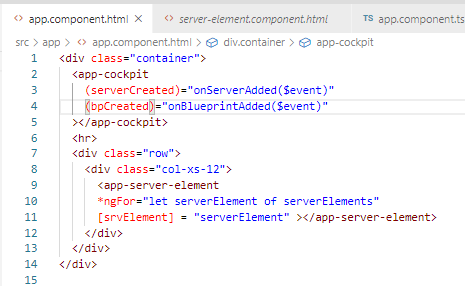 <> app.component.html ×
<> server-element.component.html
TS app.component.ts
src > app > <> app.component.html > div.container > app-cockpit
1 <div class="container">
2 <app-cockpit
3 (serverCreated)="onServerAdded($event)"
4 (bpCreated)="onBlueprintAdded($event)"
5 ></app-cockpit>
6 <hr>
7 <div class="row">
8 <div class="col-xs-12">
9 <app-server-element
10 *ngFor="let serverElement of serverElements"
11 [srvElement] = "serverElement" ></app-server-element>
12 </div>
13 </div>
14 </div>
15